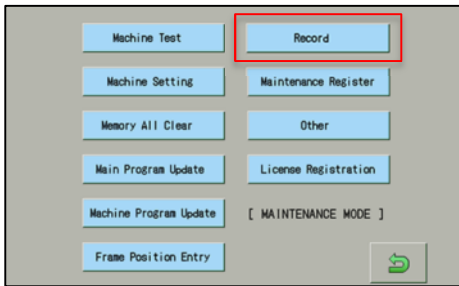 Machine Test
Record
Machine Setting
Maintenance Register
Memory All Clear
Other
Main Program Update
License Registration
Machine Program Update
[ MAINTENANCE MODE ]
Frame Position Entry